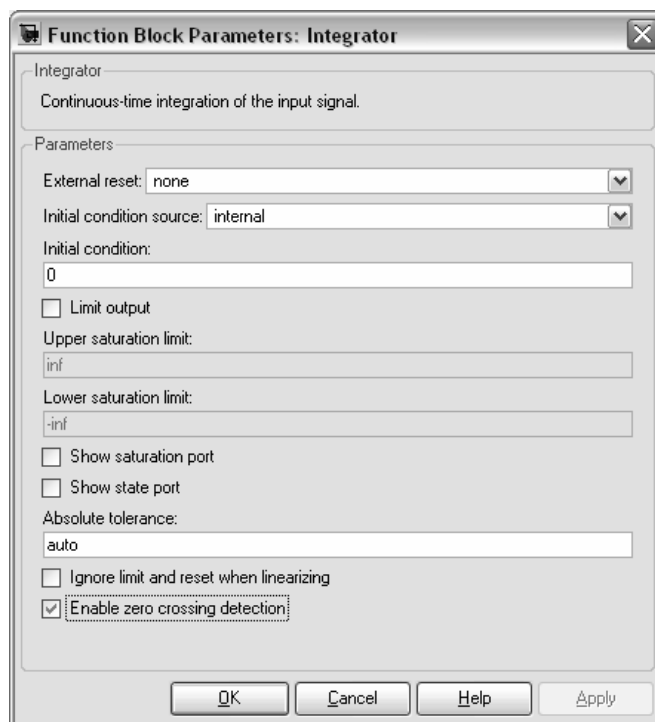 Function Block Parameters: Integrator
Integrator
Continuous-time integration of the input signal.
Parameters
External reset: none
Initial condition source: internal
Initial condition:
0
Limit output
Upper saturation limit:
inf
Lower saturation limit:
-inf
Show saturation port
Show state port
Absolute tolerance:
auto
Ignore limit and reset when linearizing
Enable zero crossing detection
OK Cancel Help Apply